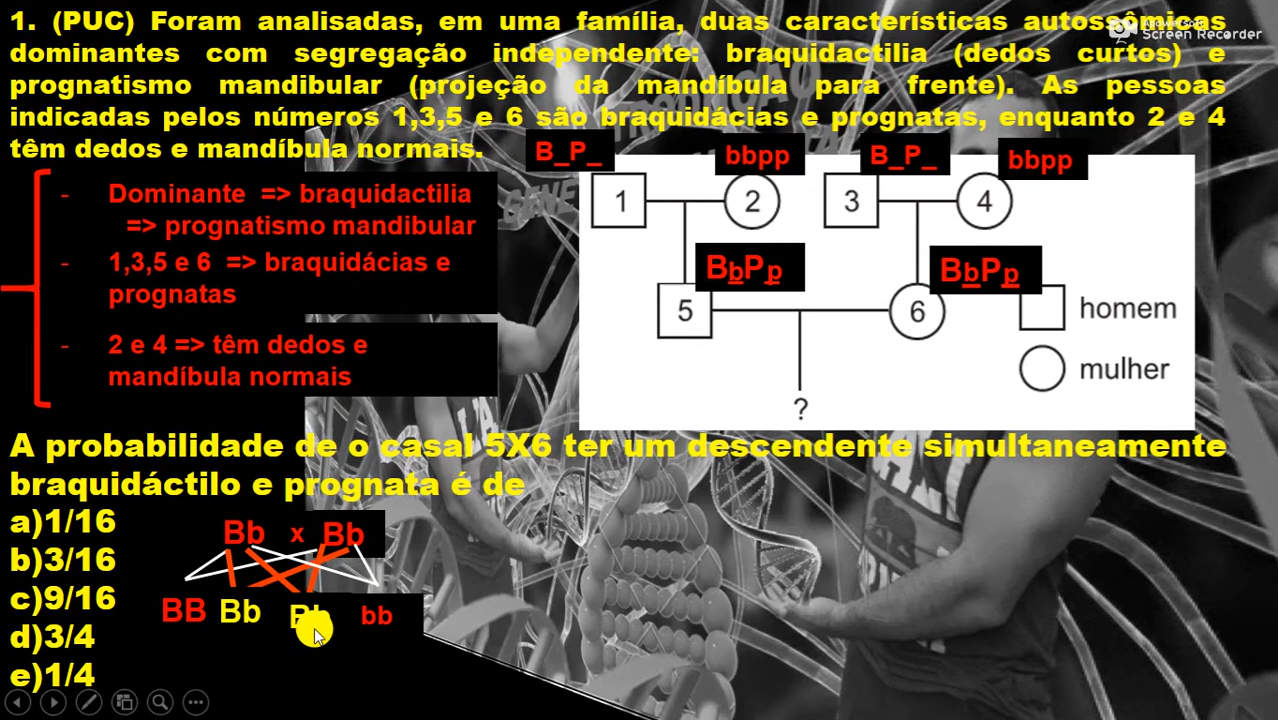 1. (PUC) Foram analisadas, em uma família, duas características autossômicas
dominantes com segregação independente: braquidactilia (dedos curtos) e
prognatismo mandibular (projeção da mandíbula para frente). As pessoas
indicadas pelos números 1,3,5 e 6 são braquidácias e prognatas, enquanto 2 e 4
têm dedos e mandíbula normais.
Screen Recorder
B_P_
bbpp
B_P_
bbpp
- Dominante => braquidactilia
=> prognatismo mandibular
- 1,3,5 e 6 => braquidácias e
prognatas
- 2 e 4 => têm dedos e
mandíbula normais
1
2
3
4
BbPp
BbPp
5
6
homem
mulher
?
A probabilidade de o casal 5X6 ter um descendente simultaneamente
braquidáctilo e prognata é de
a)1/16
b)3/16
c)9/16
d)3/4
e)1/4
Bb x Bb
BB Bb bb